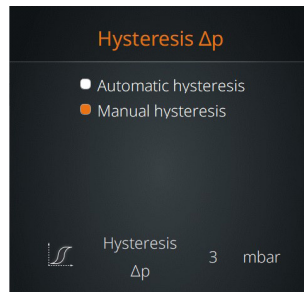 Hysteresis Δp
Automatic hysteresis
Manual hysteresis
Hysteresis
Δp
3 mbar